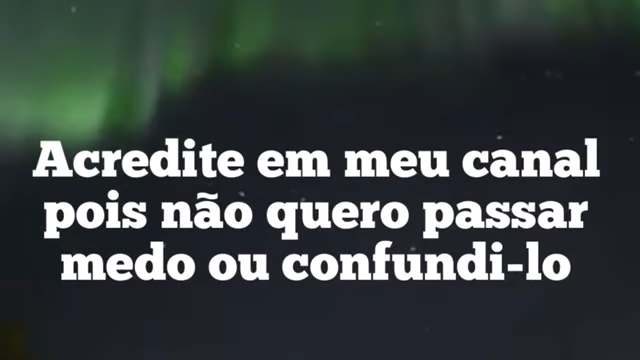 Acredite em meu canal
pois não quero passar
medo ou confundi-lo